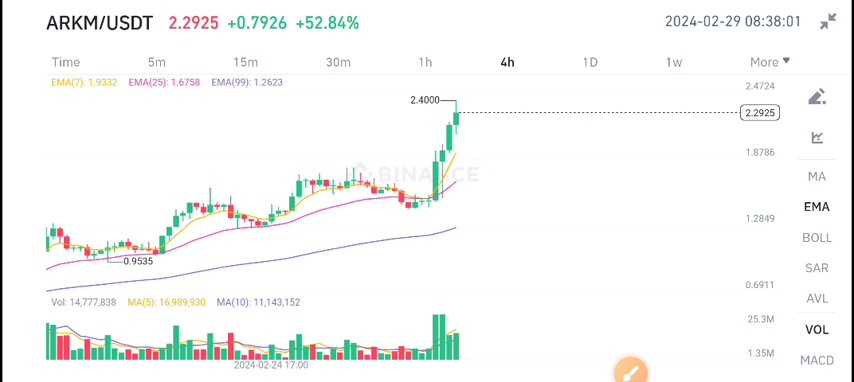 ARKM/USDT 2.2925 +0.7926 +52.84% 2024-02-29 08:38:01
Time 5m 15m 30m 1h 4h 1D 1w More
EMA(7): 1.9332 EMA(25): 1.6758 EMA(99): 1.2623
2.4724
2.4000
2.2925
1.8786
BINANCE
MA
EMA
1.2849
BOLL
0.9535
SAR
0.6911
AVL
Vol: 14,777,838 MA(5): 16,989,930 MA(10): 11,143,152
25.3M
VOL
1.35M
MACD
2024-02-24 17:00